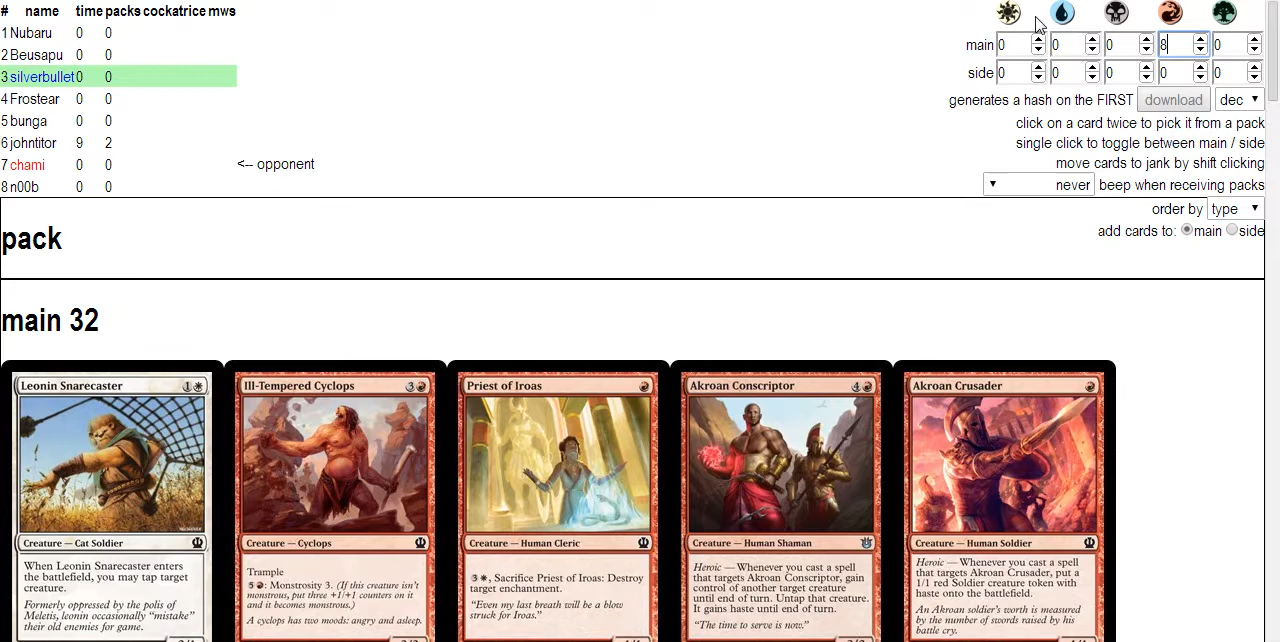 # name time packs cockatrice mws
1 Nubaru 0 0
2 Beusapu 0 0
3 silverbullet 0 0
4 Frostear 0 0
5 bunga 0 0
6 johntitor 9 2
7 chami 0 0 <-- opponent
8 n00b 0 0
main 0 0 0 8 0
side 0 0 0 0 0
generates a hash on the FIRST download dec
click on a card twice to pick it from a pack
single click to toggle between main / side
move cards to jank by shift clicking
never beep when receiving packs
order by type
add cards to: main side
pack
main 32
Leonin Snarecaster 1
Creature — Cat Soldier
When Leonin Snarecaster enters
the battlefield, you may tap target
creature.
Formerly oppressed by the polis of
Meletis, leonin occasionally “mistake”
their old enemies for game.
Ill-Tempered Cyclops 3
Creature — Cyclops
Trample
5 : Monstrosity 3. (If this creature isn't
monstrous, put three +1/+1 counters on it
and it becomes monstrous.)
A cyclops has two moods: angry and asleep.
Priest of Iroas
Creature — Human Cleric
3 , Sacrifice Priest of Iroas: Destroy
target enchantment.
“Even my last breath will be a blow
struck for Iroas.”
Akroan Conscriptor 4
Creature — Human Shaman
Heroic — Whenever you cast a spell
that targets Akroan Conscriptor, gain
control of another target creature
until end of turn. Untap that creature.
It gains haste until end of turn.
“The time to serve is now.”
Akroan Crusader
Creature — Human Soldier
Heroic — Whenever you cast a spell
that targets Akroan Crusader, put a
1/1 red Soldier creature token with
haste onto the battlefield.
An Akroan soldier's worth is measured
by the number of swords raised by his
battle cry.